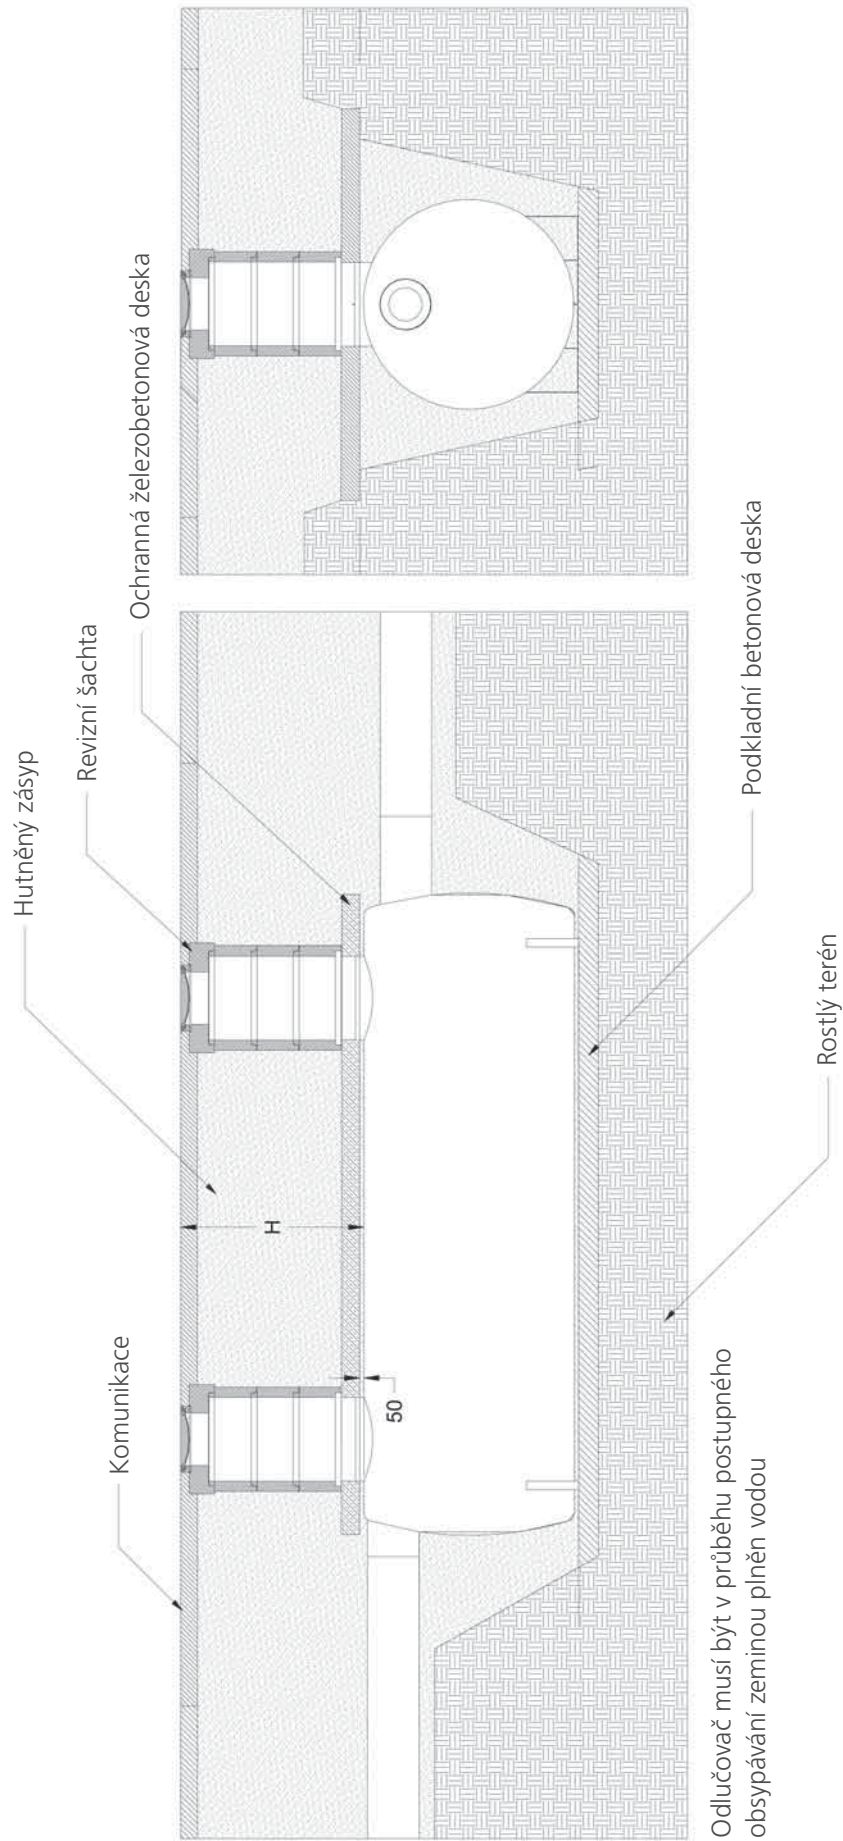 Komunikace
Hutněný zásyp
Revizní šachta
Ochranná železobetonová deska
H
50
Podkladní betonová deska
Rostlý terén
Odlučovač musí být v průběhu postupného
obsypávání zeminou plněn vodou